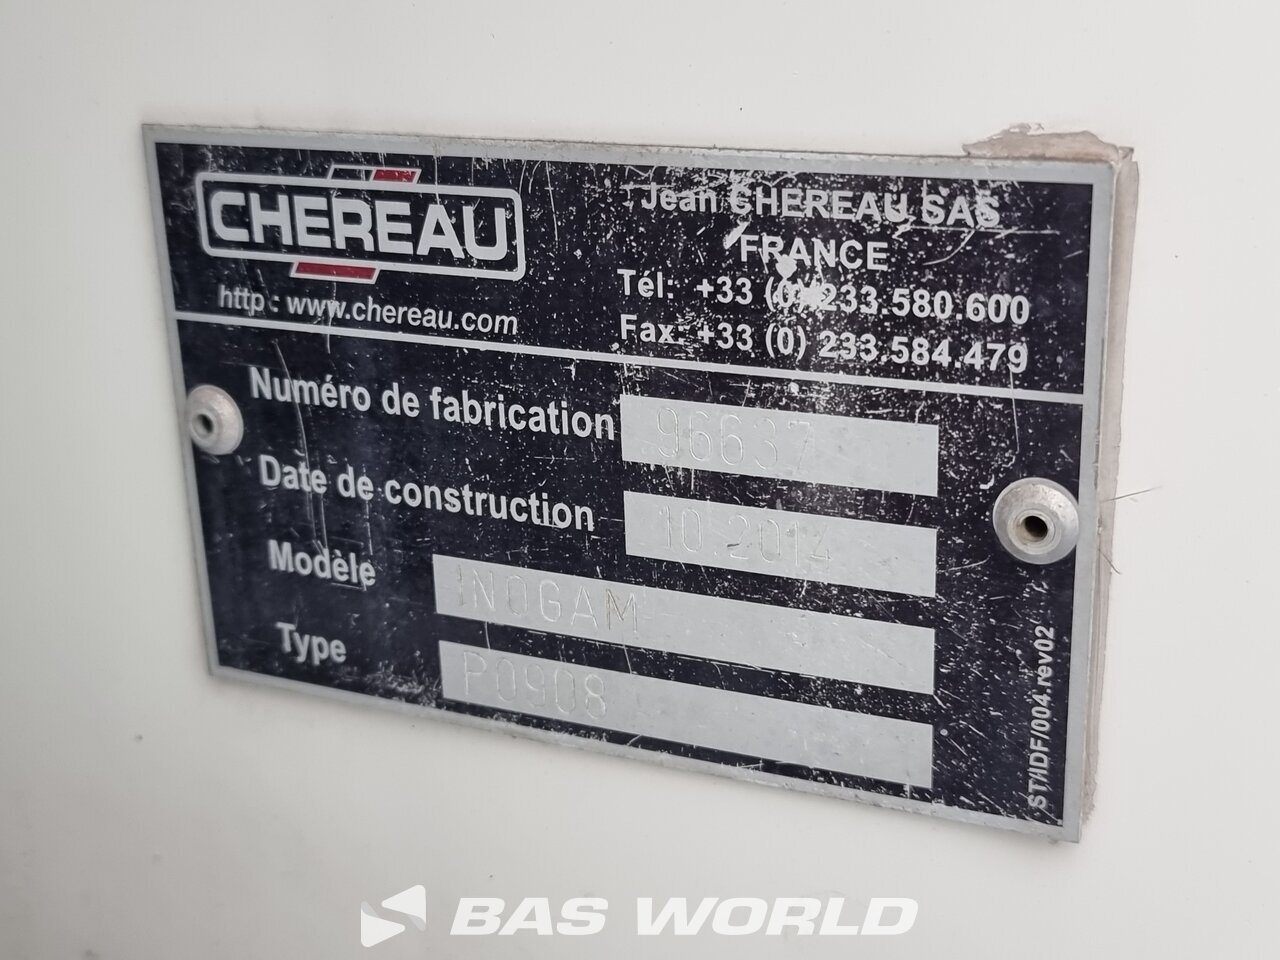 CHEREAU
http : www.chereau.com
Jean CHEREAU SAS
FRANCE
Tél: +33 (0) 233.580.600
Fax: +33 (0) 233.584.479
Numéro de fabrication 96637
Date de construction 10.2014
Modèle INOGAM
Type P0908
ST/IDF/004.rev02
BAS WORLD